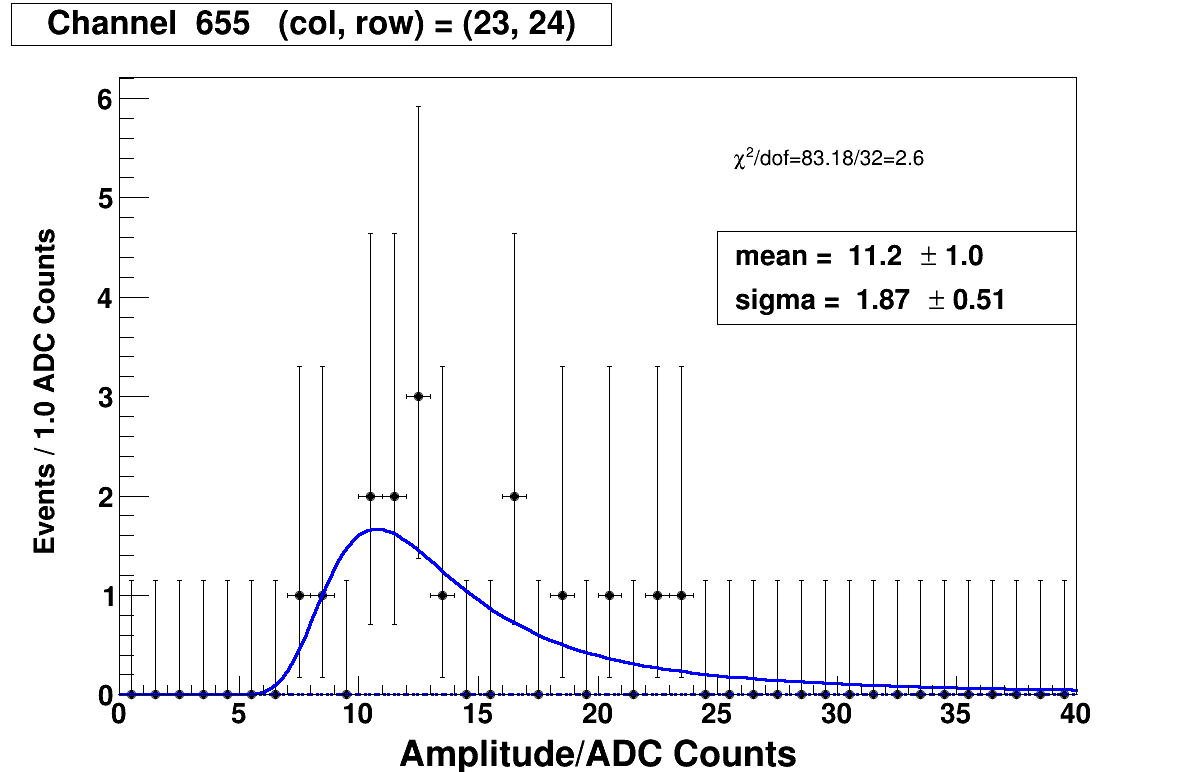 Channel 655 (col, row) = (23, 24)
χ²/dof=83.18/32=2.6
mean = 11.2 ± 1.0
sigma = 1.87 ± 0.51
Events / 1.0 ADC Counts
6
5
4
3
2
1
0
0 5 10 15 20 25 30 35 40
Amplitude/ADC Counts